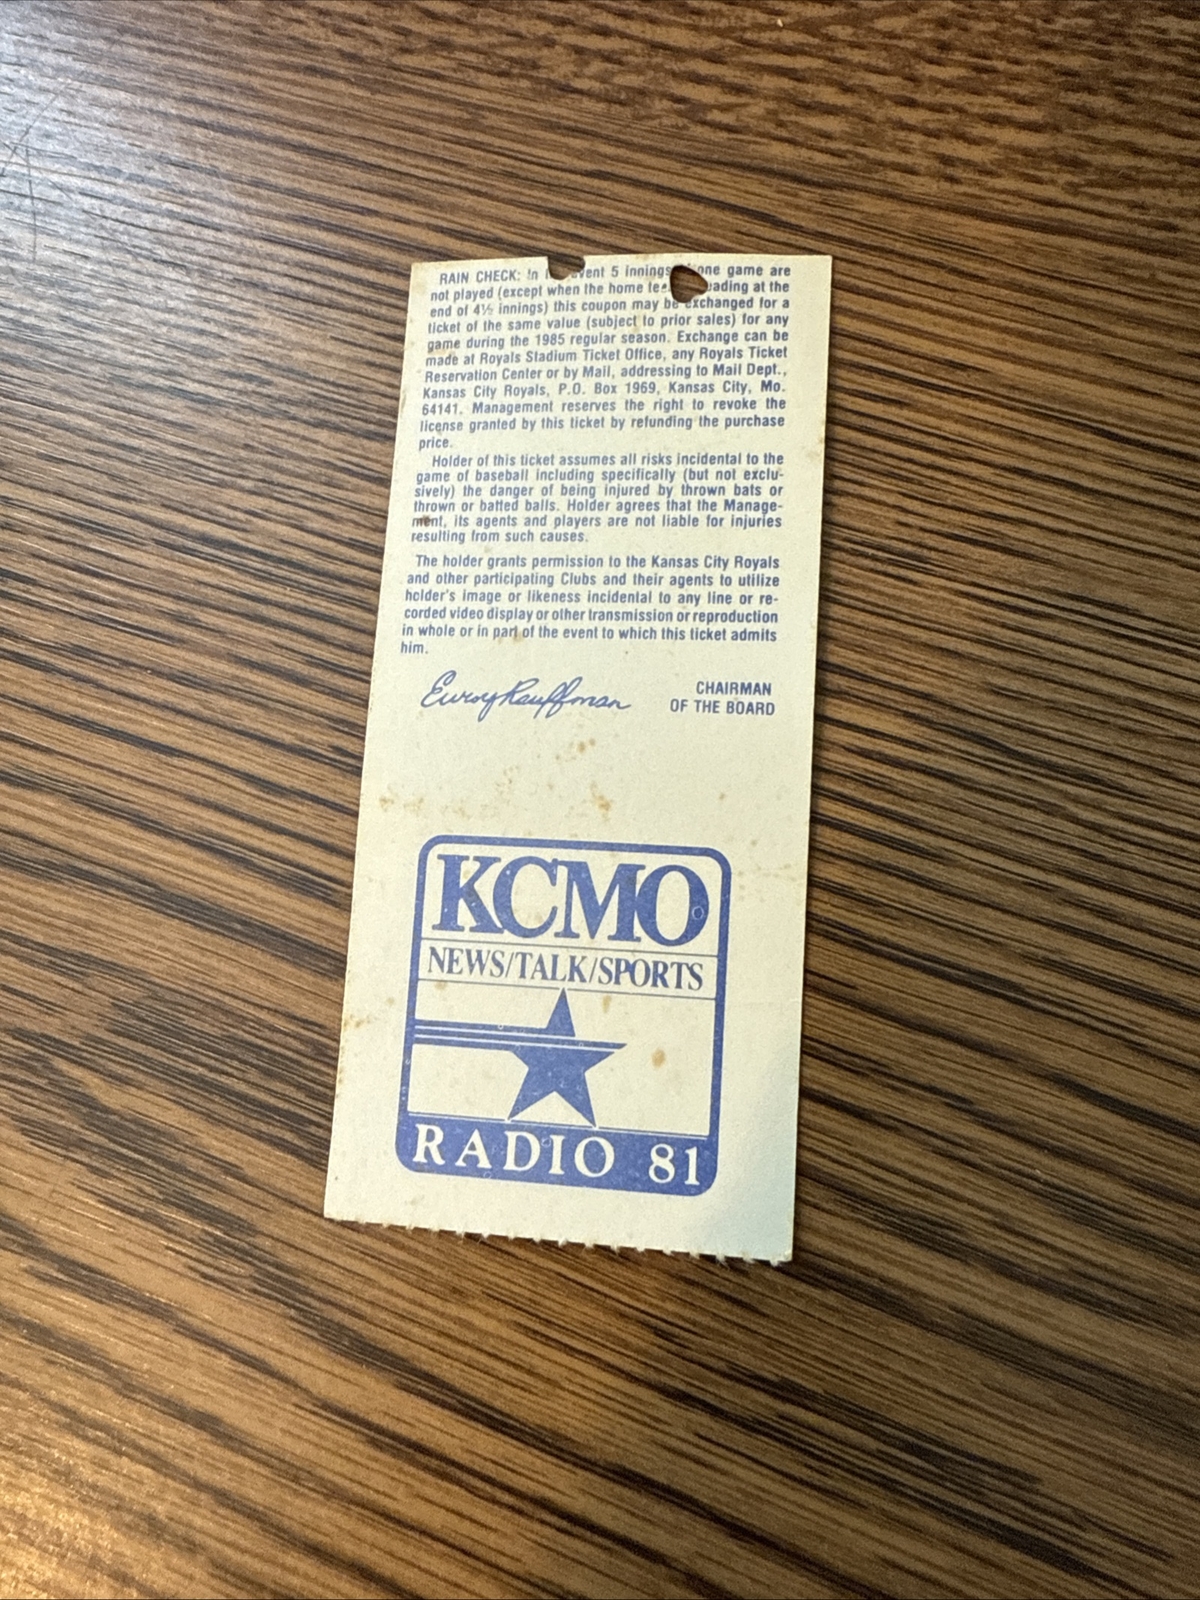 RAIN CHECK: In event 5 innings one game are
not played (except when the home leading at the
end of 4½ innings) this coupon may be exchanged for a
ticket of the same value (subject to prior sales) for any
game during the 1985 regular season. Exchange can be
made at Royals Stadium Ticket Office, any Royals Ticket
Reservation Center or by Mail, addressing to Mail Dept.,
Kansas City Royals, P.O. Box 1969, Kansas City, Mo.
64141. Management reserves the right to revoke the
license granted by this ticket by refunding the purchase
price.
Holder of this ticket assumes all risks incidental to the
game of baseball including specifically (but not exclu-
sively) the danger of being injured by thrown bats or
thrown or batted balls. Holder agrees that the Manage-
ment, its agents and players are not liable for injuries
resulting from such causes.
The holder grants permission to the Kansas City Royals
and other participating Clubs and their agents to utilize
holder's image or likeness incidental to any line or re-
corded video display or other transmission or reproduction
in whole or in part of the event to which this ticket admits
him.
Ewing Kauffman CHAIRMAN
OF THE BOARD
KCMO
NEWS/TALK/SPORTS
RADIO 81